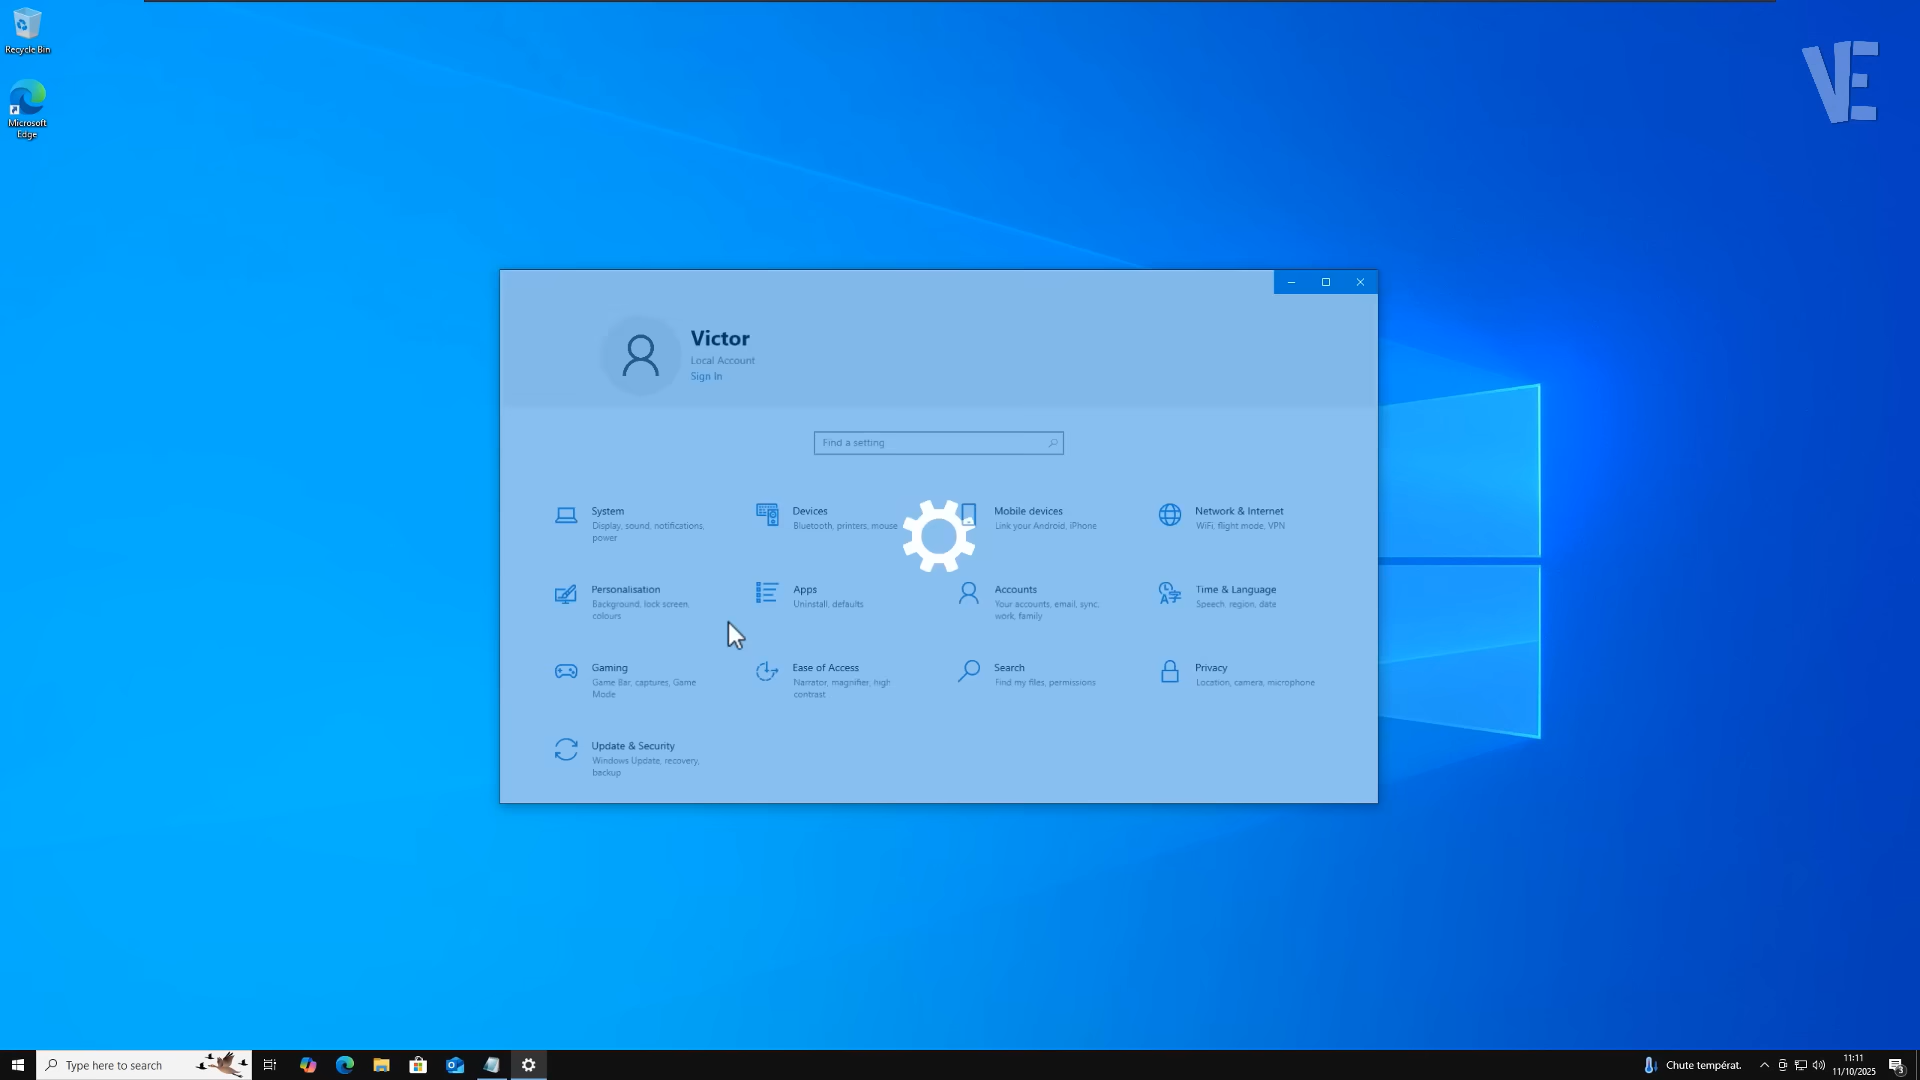 Recycle Bin
Microsoft
Edge
VE
Victor
Local Account
Sign In
Find a setting
System
Display, sound, notifications,
power
Devices
Bluetooth, printers, mouse
Mobile devices
Link your Android, iPhone
Network & Internet
WiFi, flight mode, VPN
Personalisation
Background, lock screen,
colours
Apps
Uninstall, defaults
Accounts
Your accounts, email, sync,
work, family
Time & Language
Speech, region, date
Gaming
Game Bar, captures, Game
Mode
Ease of Access
Narrator, magnifier, high
contrast
Search
Find my files, permissions
Privacy
Location, camera, microphone
Update & Security
Windows Update, recovery,
backup
Type here to search
Chute températ.
11:11
11/10/2025
3